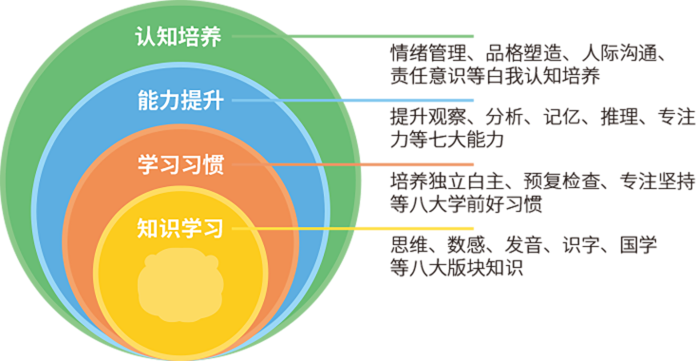 认知培养
情绪管理、品格塑造、人际沟通、
责任意识等白我认知培养
能力提升
提升观察、分析、记亿、推理、专注
力等七大能力
学习习惯
培养独立白主、预复检查、专注坚持
等八大学前好习惯
知识学习
思维、数感、发音、识字、国学
等八大版块知识